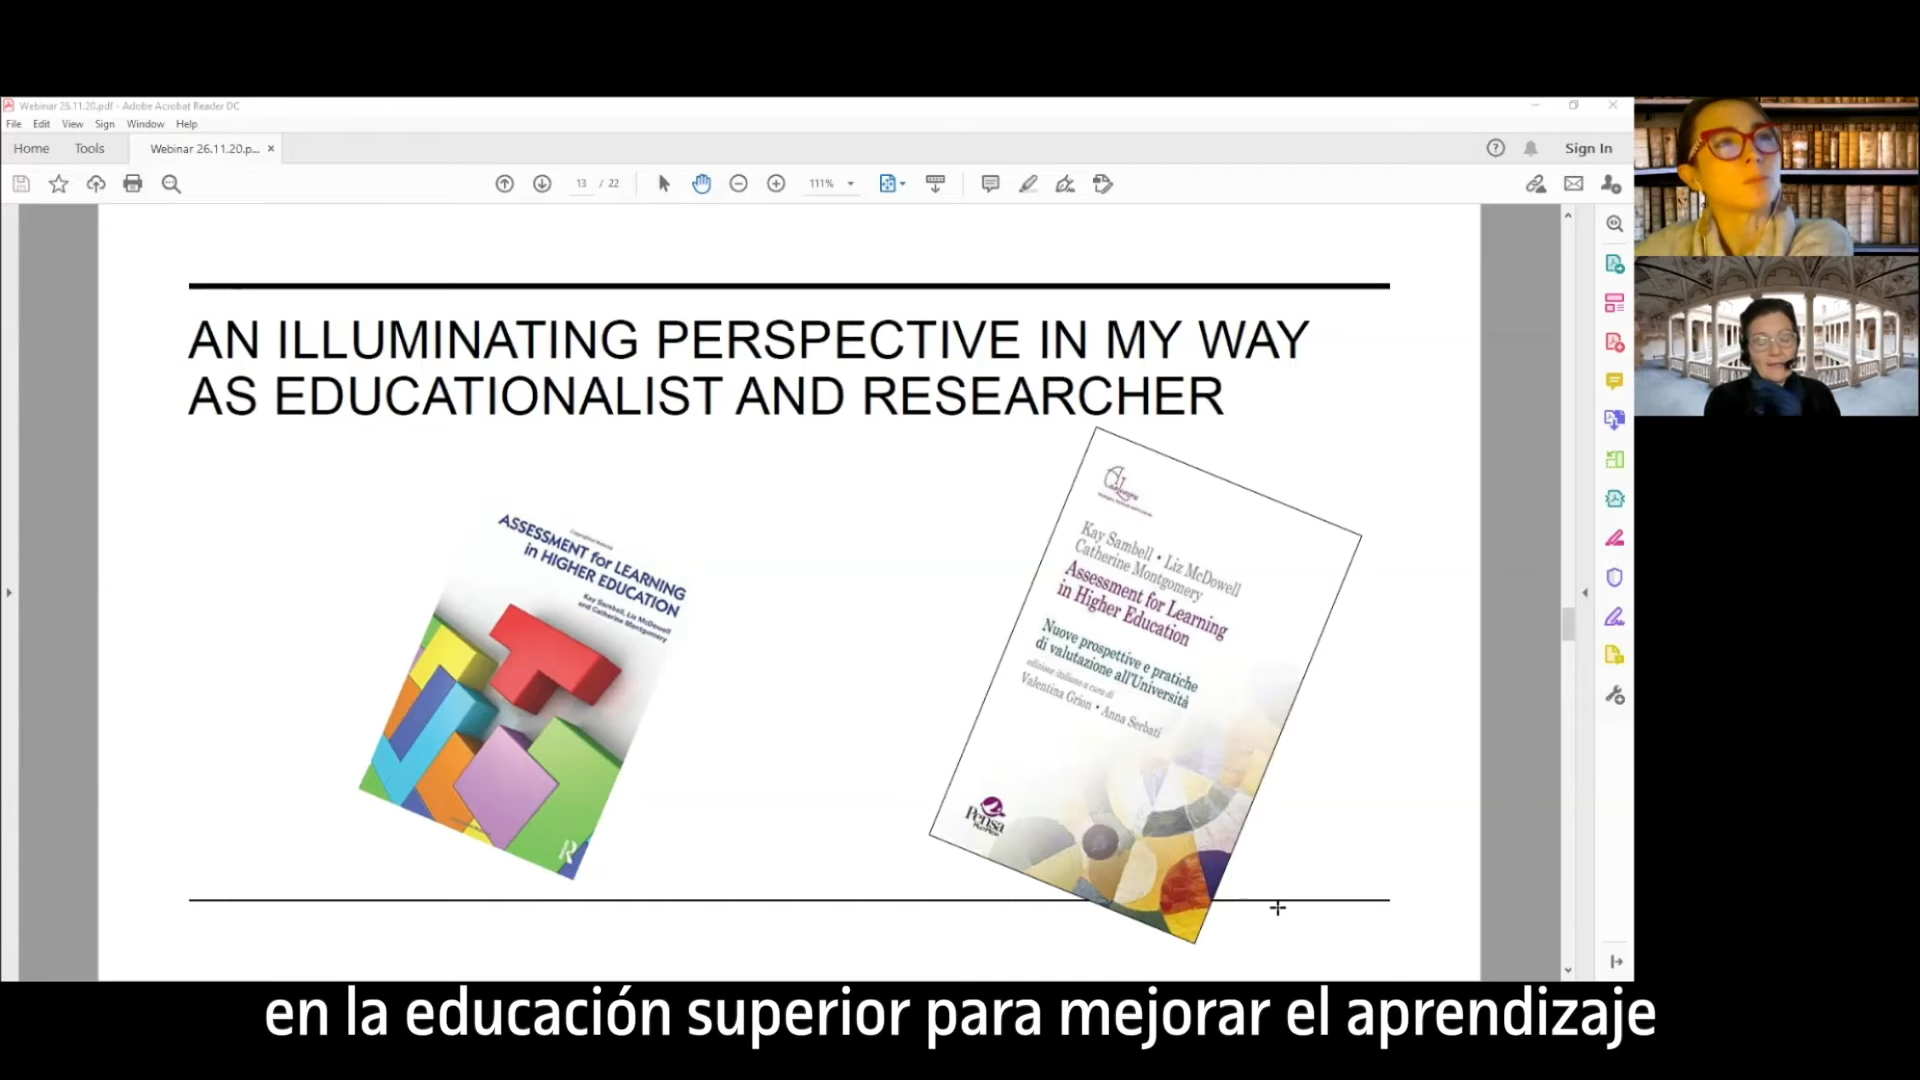 Webinar 25.11.20.pdf - Adobe Acrobat Reader DC
File Edit View Sign Window Help
Home Tools Webinar 26.11.20.p... × Sign In
13 / 22 111%
AN ILLUMINATING PERSPECTIVE IN MY WAY
AS EDUCATIONALIST AND RESEARCHER
ASSESSMENT for LEARNING
in HIGHER EDUCATION
Kay Sambell, Liz McDowell
and Catherine Montgomery
R
Kay Sambell • Liz McDowell
Catherine Montgomery
Assessment for Learning
in Higher Education
Nuove prospettive e pratiche
di valutazione all'Università
edizione italiana a cura di
Valentina Grion • Anna Serbati
Pensa
en la educación superior para mejorar el aprendizaje